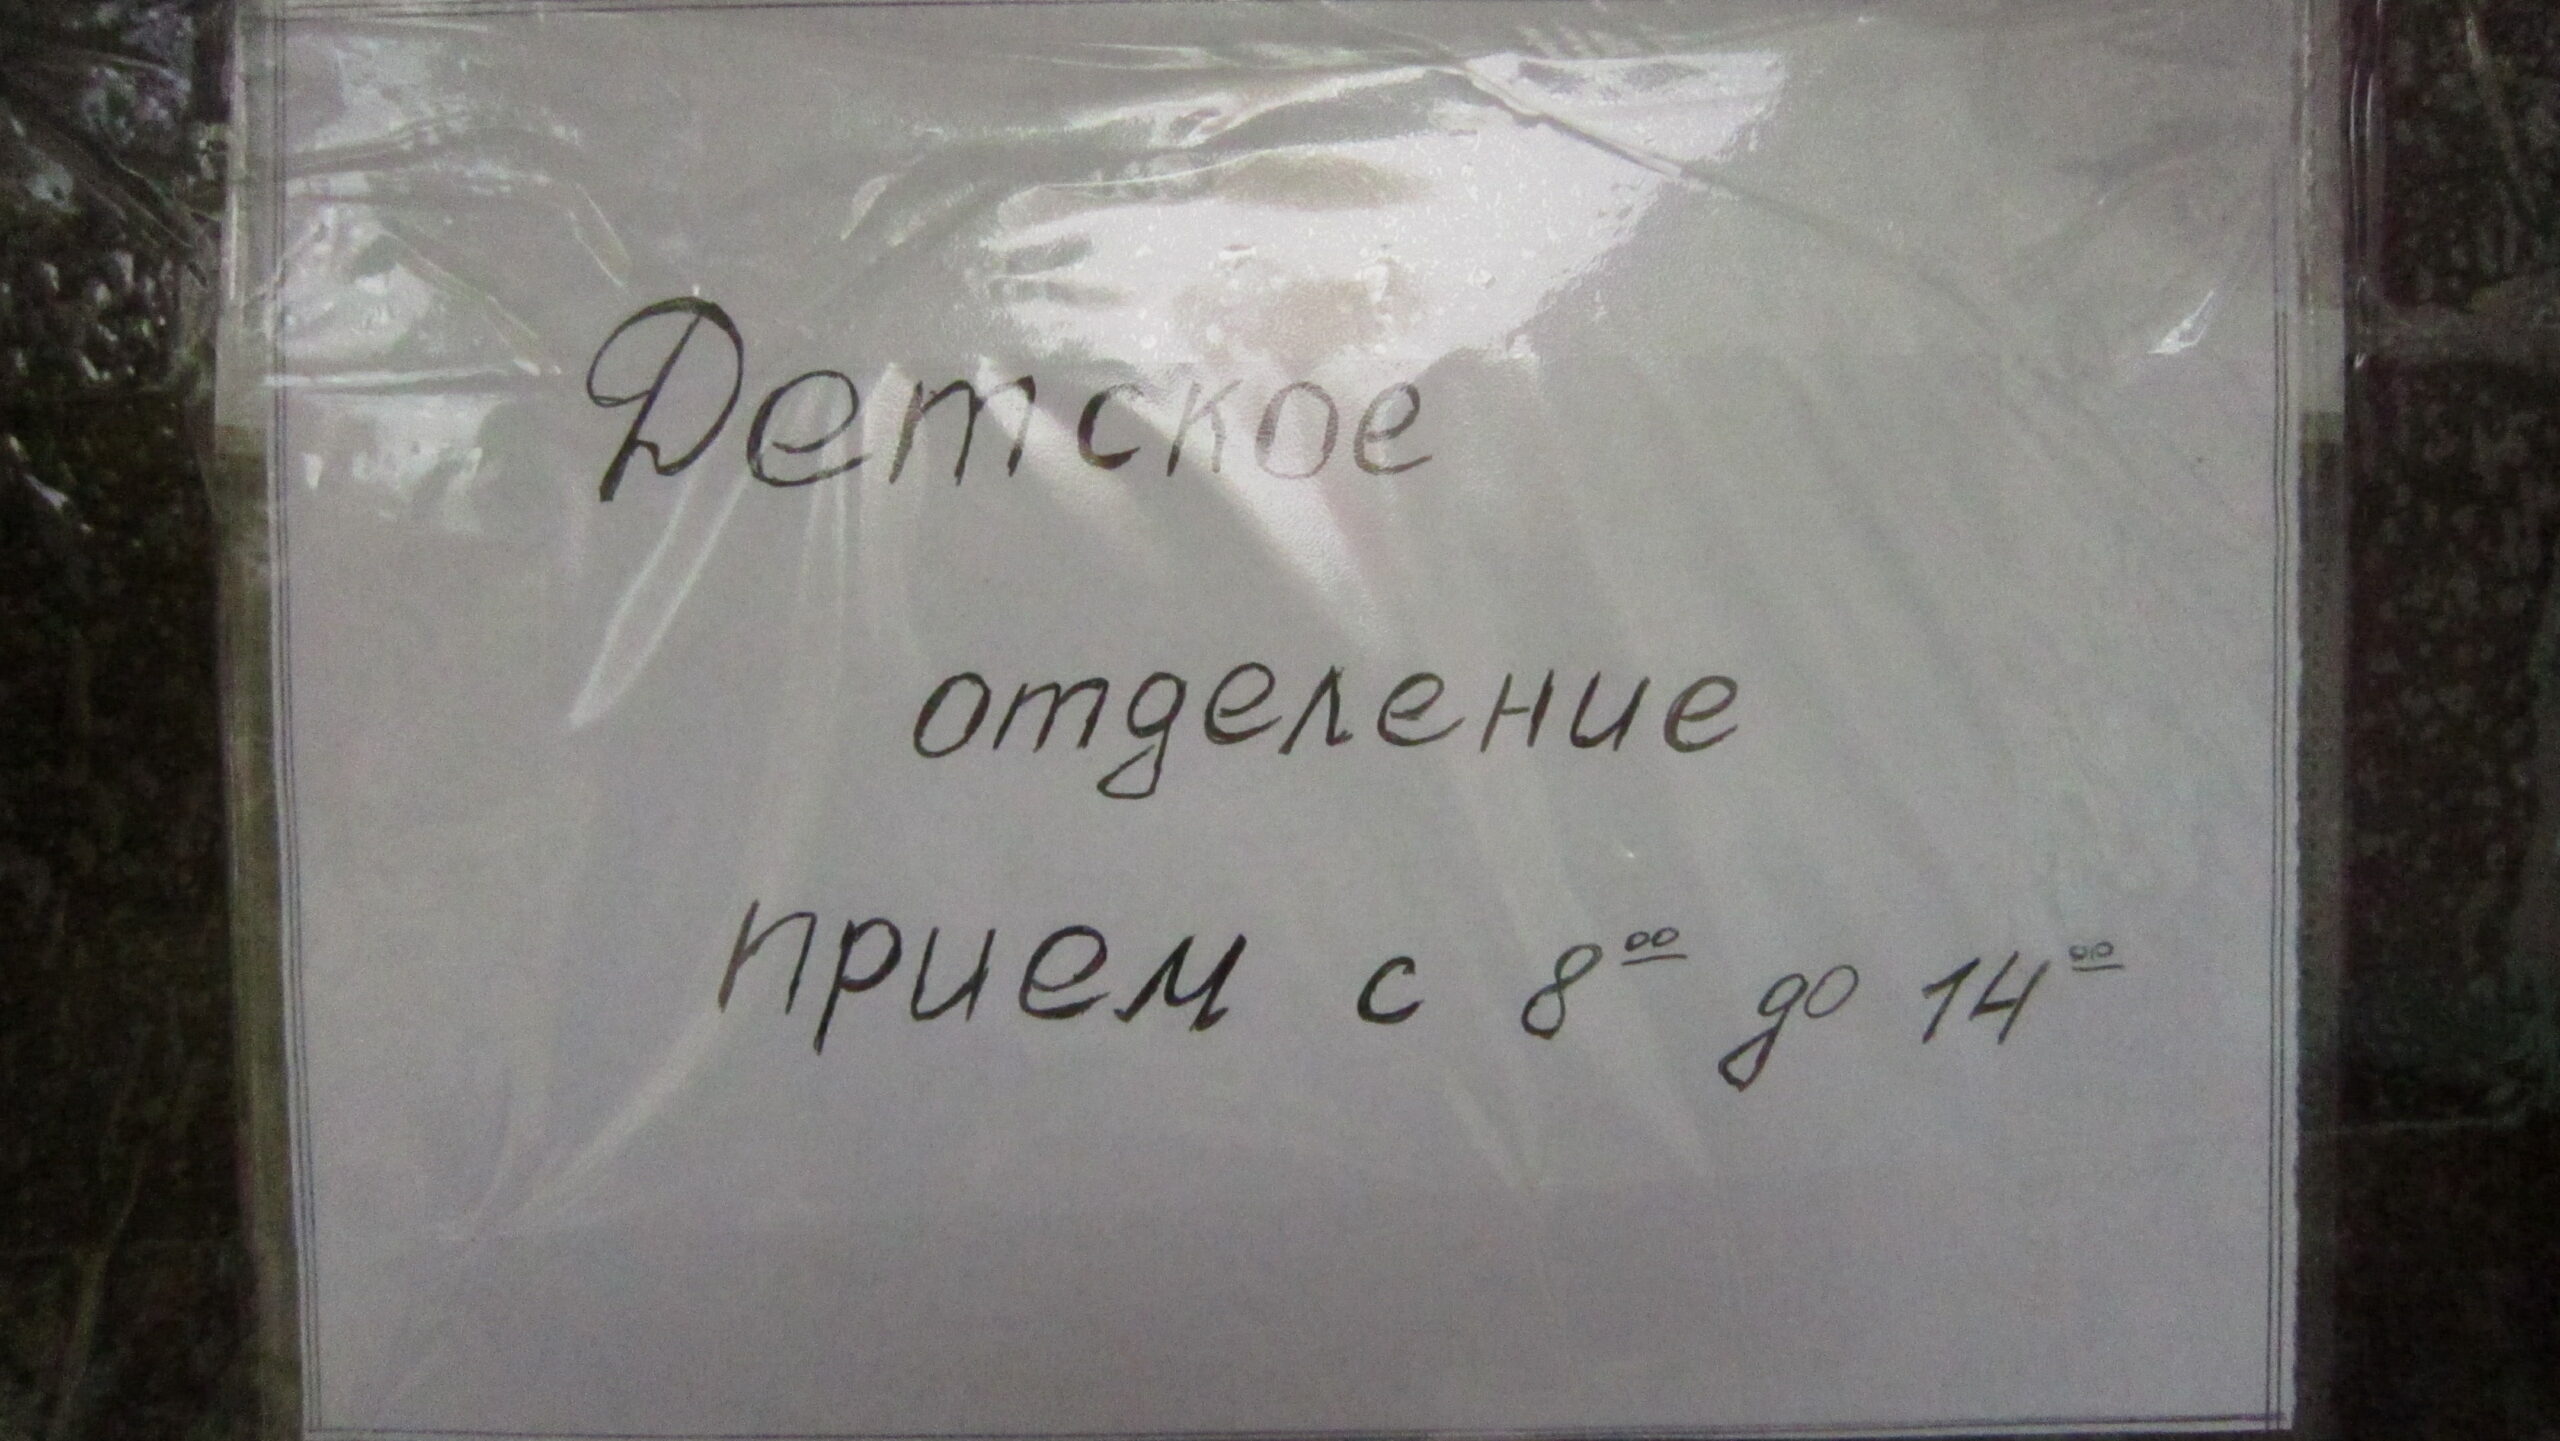 Детское
отделение
прием с 8⁰⁰ до 14⁰⁰